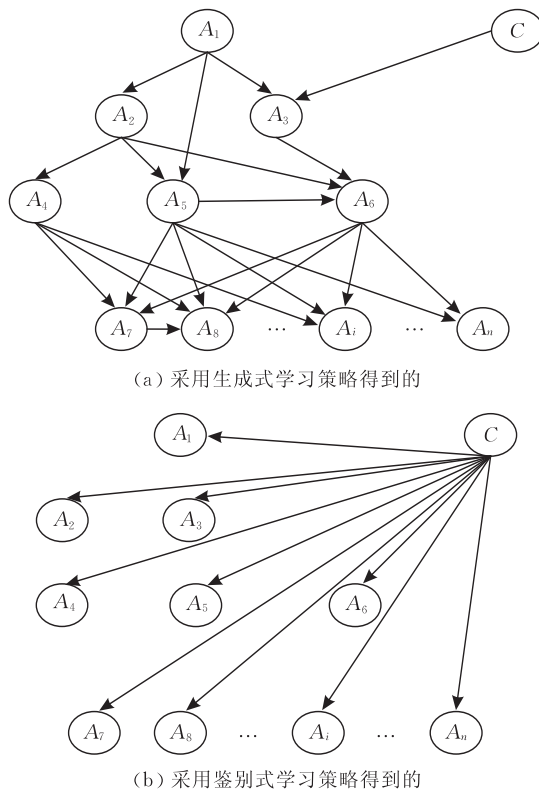 A₁ C
A₂ A₃
A₄ A₅ A₆
A₇ A₈ … Aᵢ … Aₙ
(a) 采用生成式学习策略得到的
A₁ C
A₂ A₃
A₄ A₅ A₆
A₇ A₈ … Aᵢ … Aₙ
(b) 采用鉴别式学习策略得到的